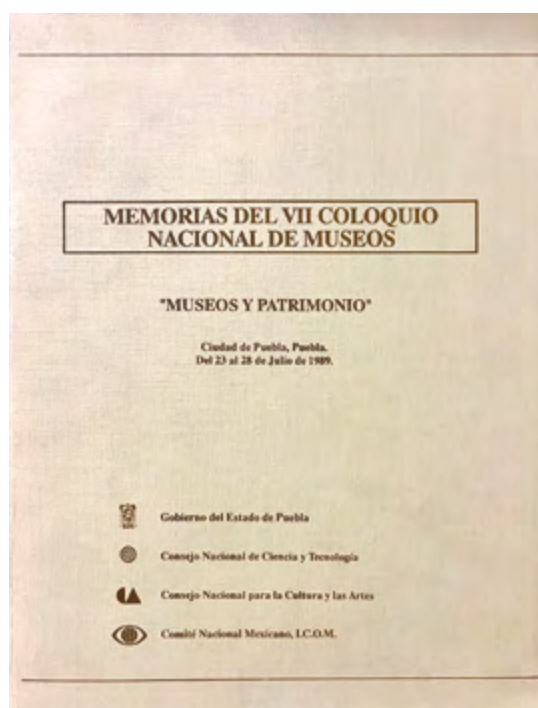 MEMORIAS DEL VII COLOQUIO
NACIONAL DE MUSEOS
"MUSEOS Y PATRIMONIO"
Ciudad de Puebla, Puebla.
Del 23 al 28 de Julio de 1989.
Gobierno del Estado de Puebla
Consejo Nacional de Ciencia y Tecnología
CA
Consejo Nacional para la Cultura y las Artes
Comité Nacional Mexicano, I.C.O.M.